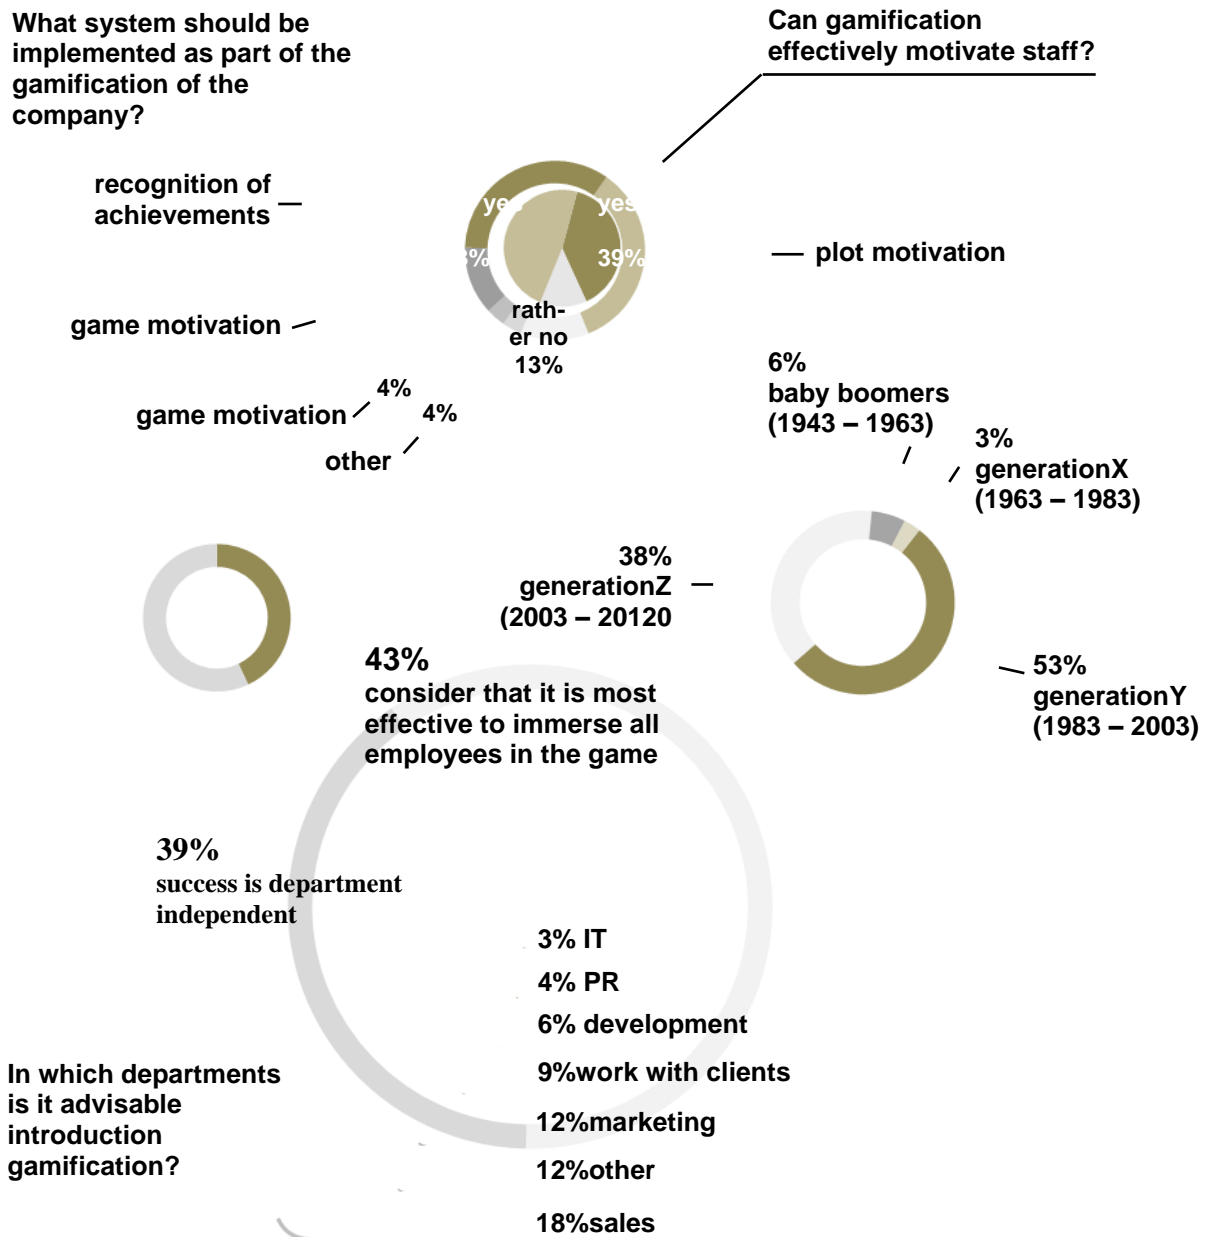 What system should be
implemented as part of the
gamification of the
company?
Can gamification
effectively motivate staff?
recognition of
achievements
yes
yes
39%
plot motivation
rath-
er no
13%
game motivation
4%
game motivation
4%
other
6%
baby boomers
(1943 – 1963)
3%
generationX
(1963 – 1983)
38%
generationZ
(2003 – 20120
53%
generationY
(1983 – 2003)
43%
consider that it is most
effective to immerse all
employees in the game
39%
success is department
independent
3% IT
4% PR
6% development
9%work with clients
12%marketing
12%other
18%sales
In which departments
is it advisable
introduction
gamification?